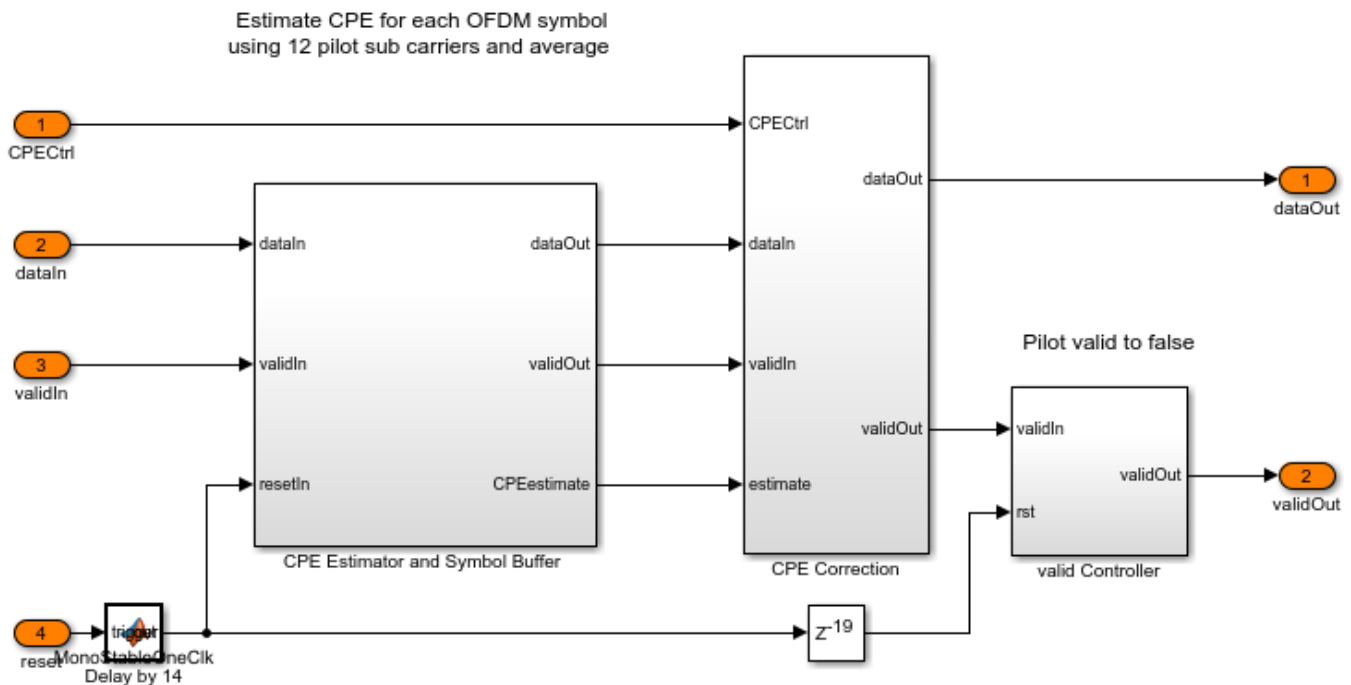 Estimate CPE for each OFDM symbol
using 12 pilot sub carriers and average
1
CPECtrl
CPECtrl
dataOut
1
dataOut
2
dataIn
dataIn
dataOut
dataIn
Pilot valid to false
3
validIn
validIn
validOut
validIn
validOut
validIn
validOut
2
validOut
resetIn
CPEestimate
estimate
rst
CPE Estimator and Symbol Buffer
CPE Correction
valid Controller
4
reset
MonoStableOneClk
Delay by 14
z-19